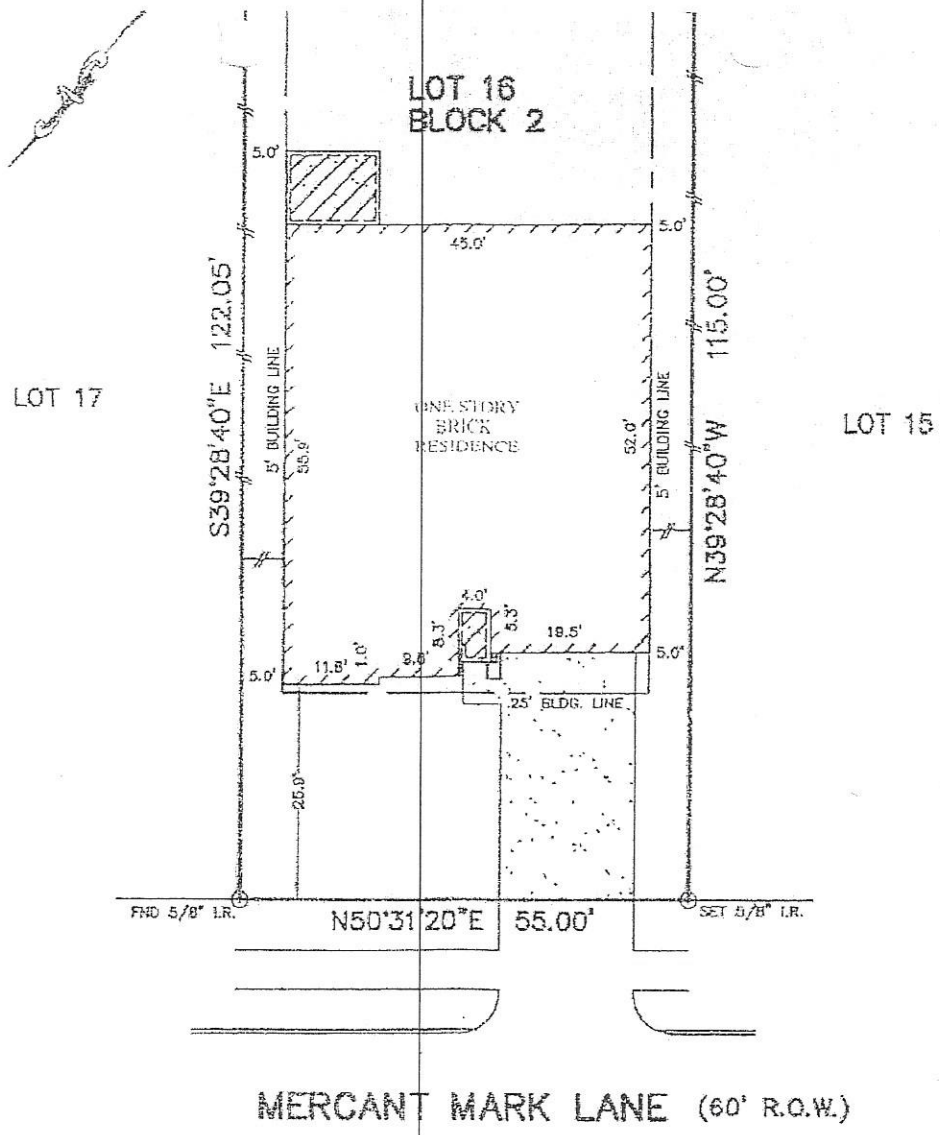 LOT 16
BLOCK 2
5.0'
5.0'
45.0'
S39°28'40"E 122.05'
N39°28'40"W 115.00'
LOT 17
LOT 15
5' BUILDING LINE
55.9'
ONE STORY
BRICK
RESIDENCE
52.0'
5' BUILDING LINE
4.0'
8.3'
5.3'
19.5'
11.8'
1.0'
9.6'
5.0'
5.0'
25' BLDG. LINE
25.9'
FND 5/8" I.R.
SET 5/8" I.R.
N50°31'20"E 55.00'
MERCANT MARK LANE (60' R.O.W.)